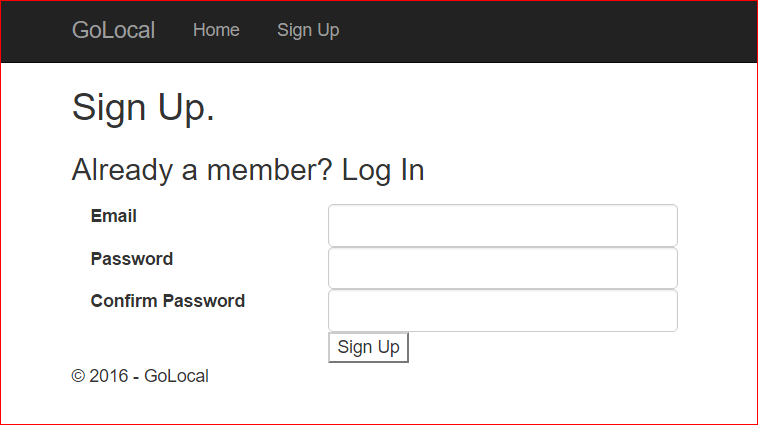 GoLocal Home Sign Up
Sign Up.
Already a member? Log In
Email
Password
Confirm Password
Sign Up
© 2016 - GoLocal